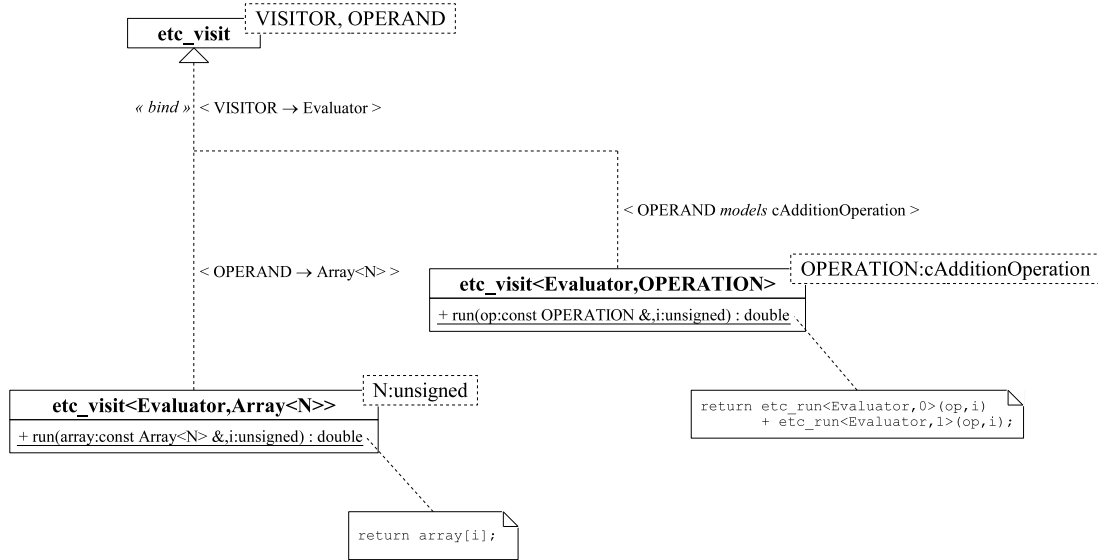 VISITOR, OPERAND
etc_visit
« bind » < VISITOR → Evaluator >
< OPERAND models cAdditionOperation >
< OPERAND → Array<N> >
OPERATION:cAdditionOperation
etc_visit<Evaluator,OPERATION>
+ run(op:const OPERATION &,i:unsigned) : double
N:unsigned
etc_visit<Evaluator,Array<N>>
+ run(array:const Array<N> &,i:unsigned) : double
return etc_run<Evaluator,0>(op,i)
+ etc_run<Evaluator,1>(op,i);
return array[i];